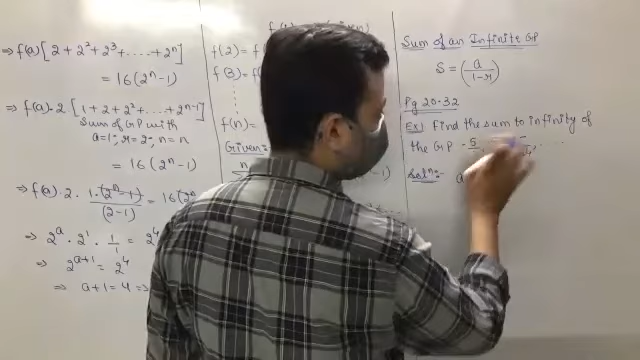 ⇒ f(a)[2+2²+2³+.....+2ⁿ]
= 16(2ⁿ-1)
⇒ f(a)·2[1+2+2²+.....+2ⁿ⁻¹]
Sum of GP with
a=1; r=2; n=n
= 16(2ⁿ-1)
⇒ f(a)·2·1·(2ⁿ-1)/(2-1) = 16(2ⁿ
⇒ 2ᵃ·2¹·1/1 = 2⁴
⇒ 2ᵃ⁺¹ = 2⁴
⇒ a+1=4 ⇒
f(2)=f(
f(3)=f(
f(n)=
Given:
n
-1)
Sum of an Infinite GP
S = (a/(1-r))
Pg 20.32
Ex1 Find the sum to infinity of
the GP -5/
Solⁿ:- a